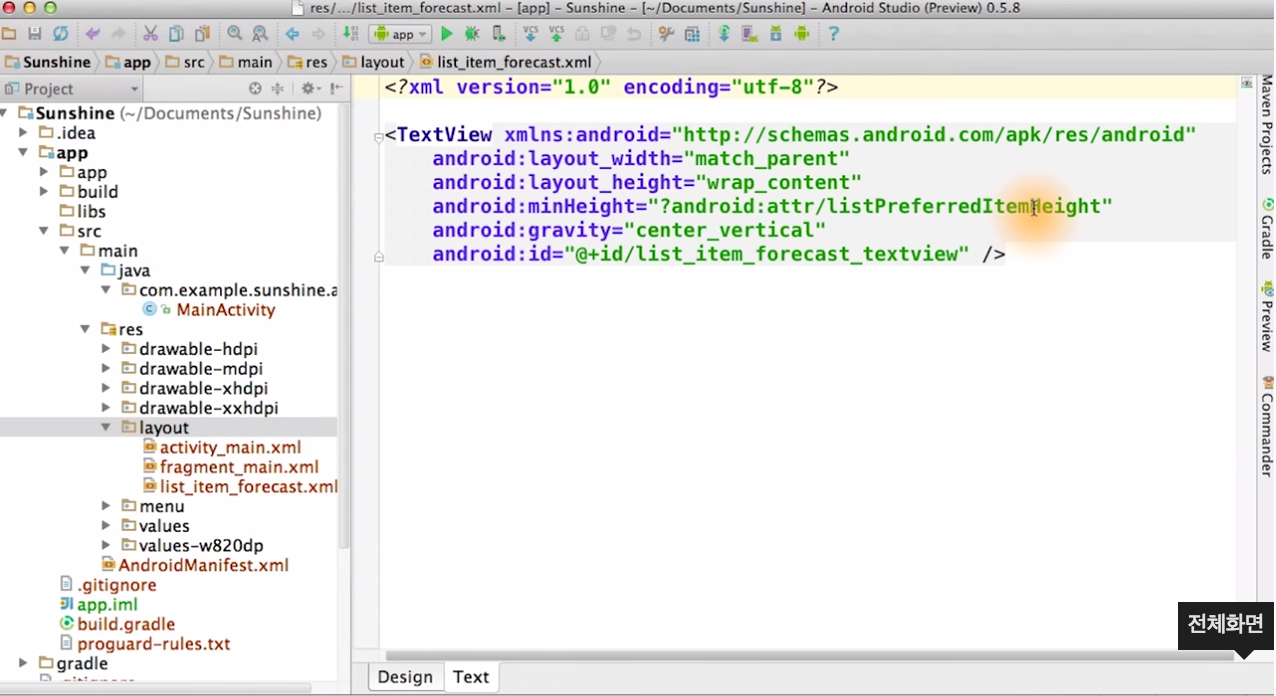 res/.../list_item_forecast.xml – [app] – Sunshine – [~/Documents/Sunshine] – Android Studio (Preview) 0.5.8
app
Sunshine app src main res layout list_item_forecast.xml
Project
Sunshine (~/Documents/Sunshine)
.idea
app
app
build
libs
src
main
java
com.example.sunshine.a
MainActivity
res
drawable-hdpi
drawable-mdpi
drawable-xhdpi
drawable-xxhdpi
layout
activity_main.xml
fragment_main.xml
list_item_forecast.xml
menu
values
values-w820dp
AndroidManifest.xml
.gitignore
app.iml
build.gradle
proguard-rules.txt
gradle
<?xml version="1.0" encoding="utf-8"?>
<TextView xmlns:android="http://schemas.android.com/apk/res/android"
android:layout_width="match_parent"
android:layout_height="wrap_content"
android:minHeight="?android:attr/listPreferredItemHeight"
android:gravity="center_vertical"
android:id="@+id/list_item_forecast_textview" />
Design Text
Maven Projects
Gradle
Preview
Commander
전체화면